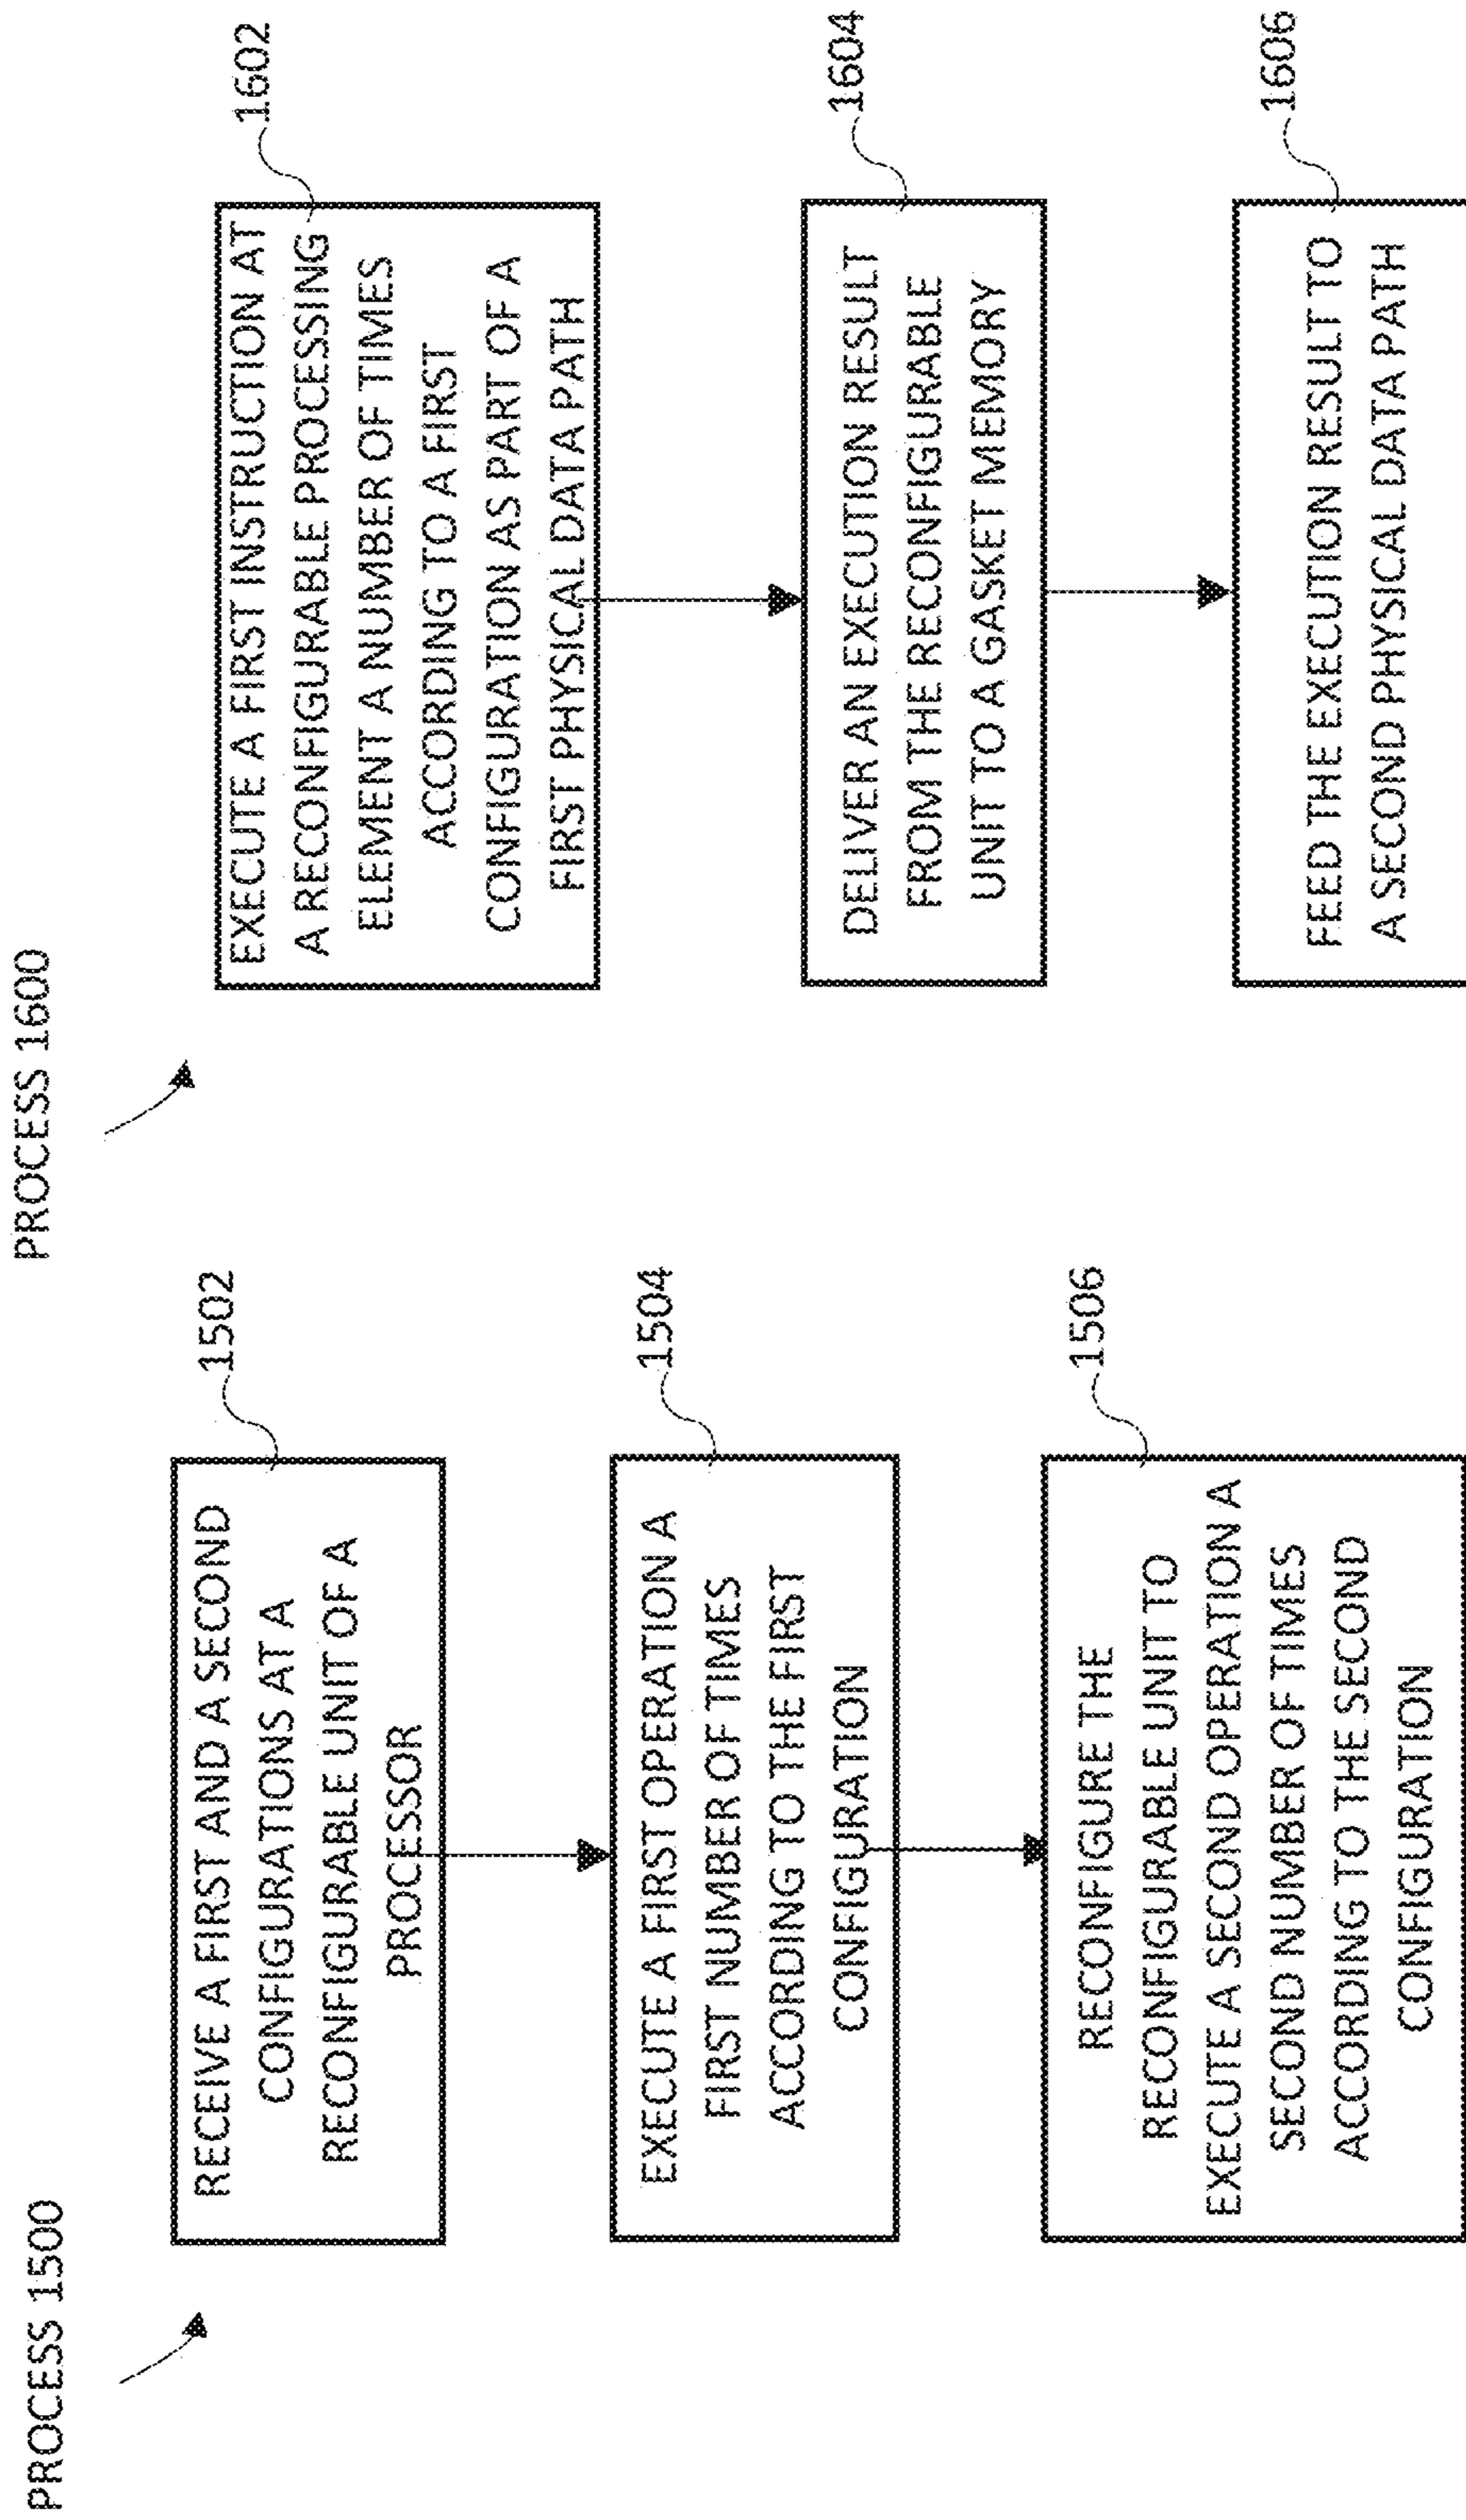 PROCESS 1500
RECEIVE A FIRST AND A SECOND
CONFIGURATIONS AT A
RECONFIGURABLE UNIT OF A
PROCESSOR
1502
EXECUTE A FIRST OPERATION A
FIRST NUMBER OF TIMES
ACCORDING TO THE FIRST
CONFIGURATION
1504
RECONFIGURE THE
RECONFIGURABLE UNIT TO
EXECUTE A SECOND OPERATION A
SECOND NUMBER OF TIMES
ACCORDING TO THE SECOND
CONFIGURATION
1506
PROCESS 1600
EXECUTE A FIRST INSTRUCTION AT
A RECONFIGURABLE PROCESSING
ELEMENT A NUMBER OF TIMES
ACCORDING TO A FIRST
CONFIGURATION AS PART OF A
FIRST PHYSICAL DATA PATH
1602
DELIVER AN EXECUTION RESULT
FROM THE RECONFIGURABLE
UNIT TO A GASKET MEMORY
1604
FEED THE EXECUTION RESULT TO
A SECOND PHYSICAL DATA PATH
1606